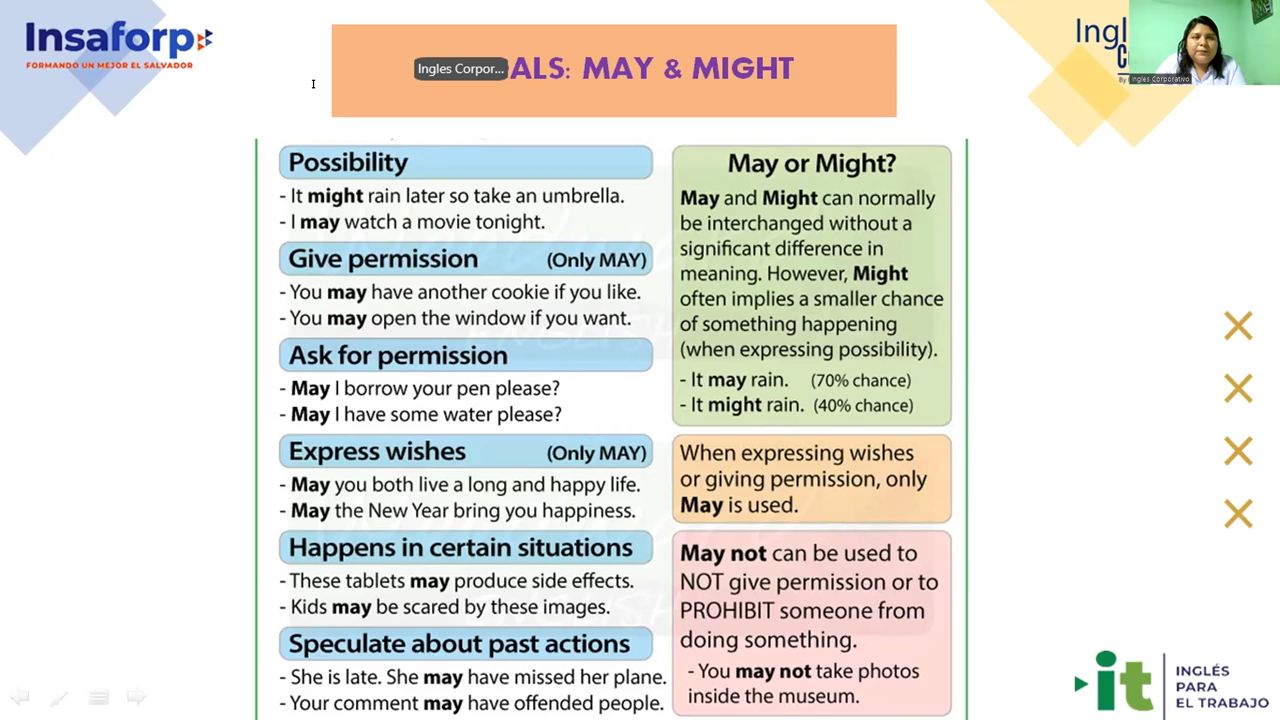 Insaforp
FORMANDO UN MEJOR EL SALVADOR
Ingles Corpor...
ALS: MAY & MIGHT
Ingl
C
By
Ingles Corporativo
Possibility
- It might rain later so take an umbrella.
- I may watch a movie tonight.
Give permission (Only MAY)
- You may have another cookie if you like.
- You may open the window if you want.
Ask for permission
- May I borrow your pen please?
- May I have some water please?
Express wishes (Only MAY)
- May you both live a long and happy life.
- May the New Year bring you happiness.
Happens in certain situations
- These tablets may produce side effects.
- Kids may be scared by these images.
Speculate about past actions
- She is late. She may have missed her plane.
- Your comment may have offended people.
May or Might?
May and Might can normally
be interchanged without a
significant difference in
meaning. However, Might
often implies a smaller chance
of something happening
(when expressing possibility).
- It may rain. (70% chance)
- It might rain. (40% chance)
When expressing wishes
or giving permission, only
May is used.
May not can be used to
NOT give permission or to
PROHIBIT someone from
doing something.
- You may not take photos
inside the museum.
it
INGLÉS
PARA
EL TRABAJO